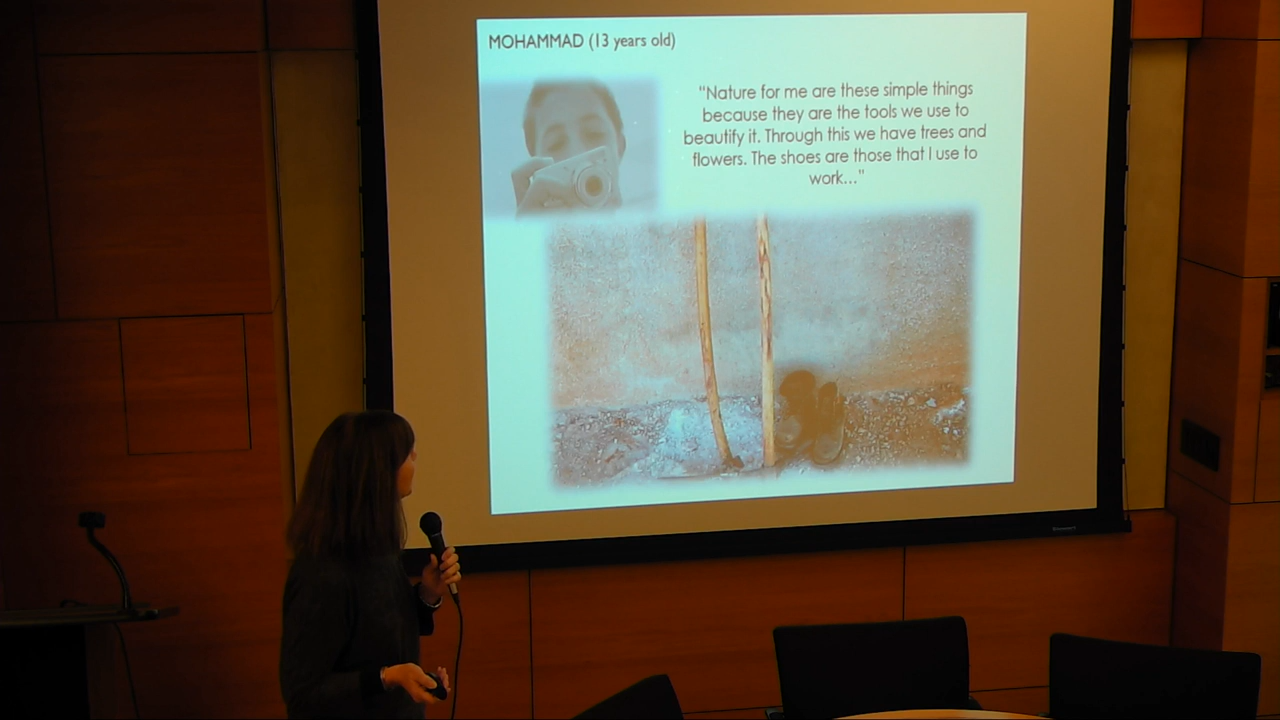 MOHAMMAD (13 years old)
"Nature for me are these simple things
because they are the tools we use to
beautify it. Through this we have trees and
flowers. The shoes are those that I use to
work..."